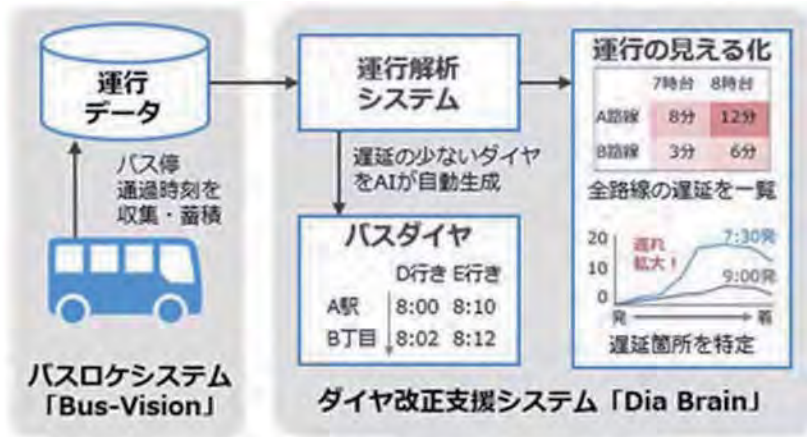 運行
データ
バス停
通過時刻を
収集・蓄積
バスロケシステム
「Bus-Vision」
運行解析
システム
遅延の少ないダイヤ
をAIが自動生成
バスダイヤ
D行き E行き
A駅 8:00 8:10
B丁目 8:02 8:12
運行の見える化
7時台 8時台
A路線 8分 12分
B路線 3分 6分
全路線の遅延を一覧
20
10
0
遅れ
拡大！
7:30発
9:00発
発 着
遅延箇所を特定
ダイヤ改正支援システム「Dia Brain」